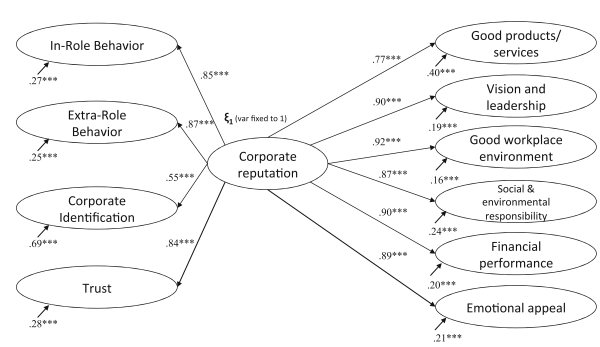 In-Role Behavior
.27***
.85***
Extra-Role
Behavior
.25***
.87***
Corporate
Identification
.69***
.55***
Trust
.28***
.84***
ξ1 (var fixed to 1)
Corporate
reputation
.77***
Good products/
services
.40***
.90***
Vision and
leadership
.19***
.92***
Good workplace
environment
.16***
.87***
Social &
environmental
responsibility
.24***
.90***
Financial
performance
.20***
.89***
Emotional appeal
.21***